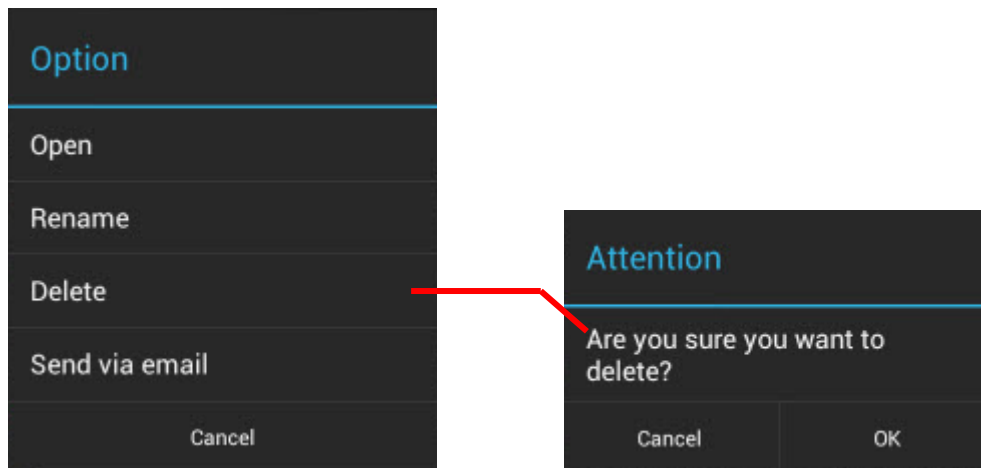 Option
Open
Rename
Delete
Send via email
Cancel
Attention
Are you sure you want to
delete?
Cancel
OK